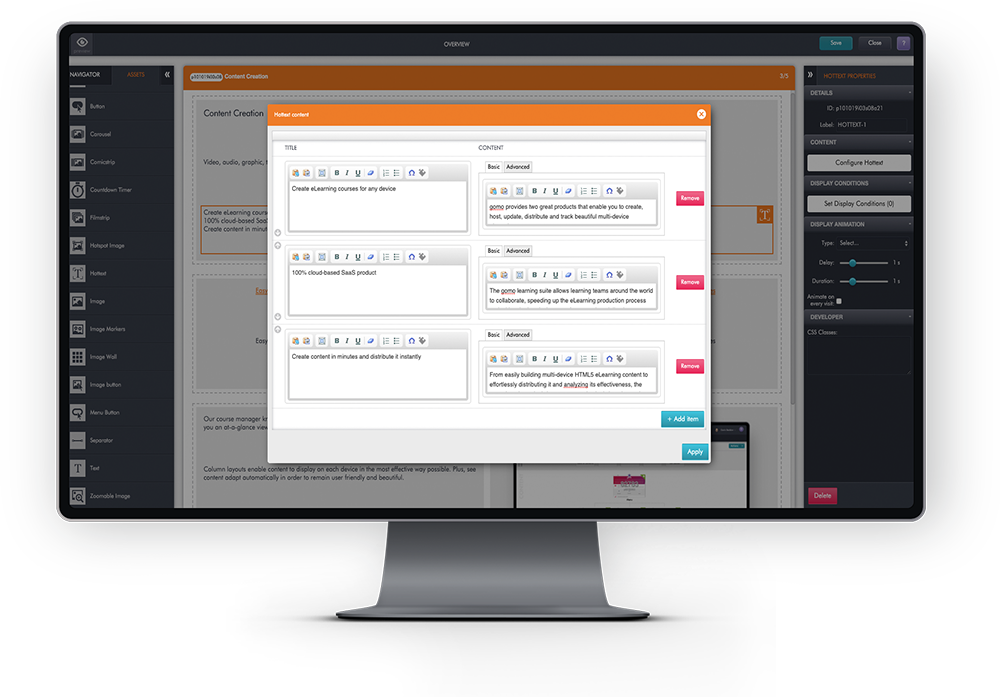 OVERVIEW
Save
Close
?
NAVIGATOR
ASSETS
Button
Carousel
Comicstrip
Countdown Timer
Filmstrip
Hotspot Image
Hottext
Image
Image Markers
Image Wall
Image button
Menu Button
Separator
Text
Zoomable Image
Content Creation
3/5
Content Creation
Video, audio, graphic,
Create eLearning
100% cloud-based SaaS
Create content in minutes
Easy
Our course manager
you an at-a-glance
Column layouts enable content to display on each device in the most effective way possible. Plus, see
content adapt automatically in order to remain user friendly and beautiful.
Hottext content
TITLE
CONTENT
Create eLearning courses for any device
Basic
Advanced
gomo provides two great products that enable you to create,
host, update, distribute and track beautiful multi-device
Remove
100% cloud-based SaaS product
Basic
Advanced
The gomo learning suite allows learning teams around the world
to collaborate, speeding up the eLearning production process
Remove
Create content in minutes and distribute it instantly
Basic
Advanced
From easily building multi-device HTML5 eLearning content to
effortlessly distributing it and analyzing its effectiveness, the
Remove
+ Add item
Apply
HOTTEXT PROPERTIES
DETAILS
ID: p101019i03s08s21
Label: HOTTEXT-1
CONTENT
Configure Hottext
DISPLAY CONDITIONS
Set Display Conditions (0)
DISPLAY ANIMATION
Type: Select...
Delay: 1 s
Duration: 1 s
Animate on
every visit:
DEVELOPER
CSS Classes:
Delete